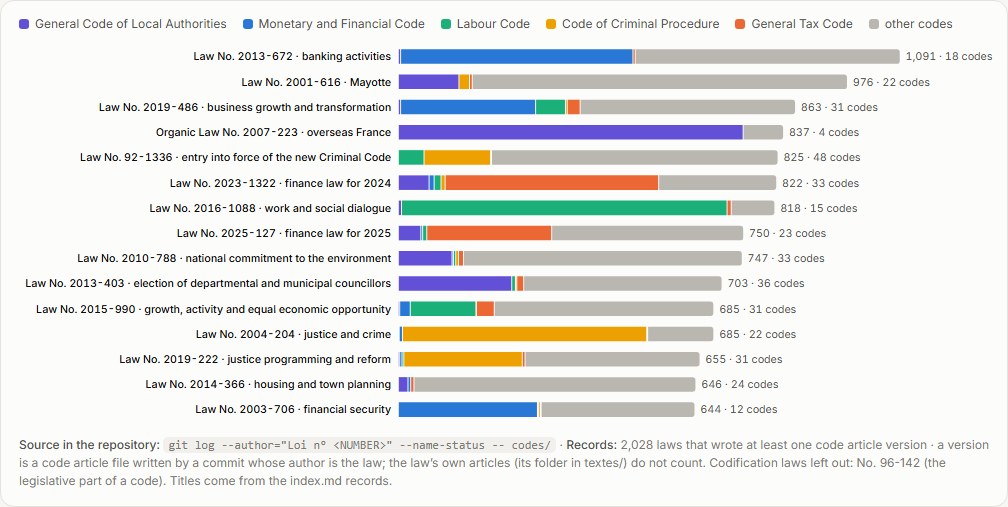 General Code of Local Authorities Monetary and Financial Code Labour Code Code of Criminal Procedure General Tax Code other codes
Law No. 2013-672 · banking activities 1,091 · 18 codes
Law No. 2001-616 · Mayotte 976 · 22 codes
Law No. 2019-486 · business growth and transformation 863 · 31 codes
Organic Law No. 2007-223 · overseas France 837 · 4 codes
Law No. 92-1336 · entry into force of the new Criminal Code 825 · 48 codes
Law No. 2023-1322 · finance law for 2024 822 · 33 codes
Law No. 2016-1088 · work and social dialogue 818 · 15 codes
Law No. 2025-127 · finance law for 2025 750 · 23 codes
Law No. 2010-788 · national commitment to the environment 747 · 33 codes
Law No. 2013-403 · election of departmental and municipal councillors 703 · 36 codes
Law No. 2015-990 · growth, activity and equal economic opportunity 685 · 31 codes
Law No. 2004-204 · justice and crime 685 · 22 codes
Law No. 2019-222 · justice programming and reform 655 · 31 codes
Law No. 2014-366 · housing and town planning 646 · 24 codes
Law No. 2003-706 · financial security 644 · 12 codes
Source in the repository: git log --author="Loi n° <NUMBER>" --name-status -- codes/ · Records: 2,028 laws that wrote at least one code article version · a version
is a code article file written by a commit whose author is the law; the law's own articles (its folder in textes/) do not count. Codification laws left out: No. 96-142 (the
legislative part of a code). Titles come from the index.md records.